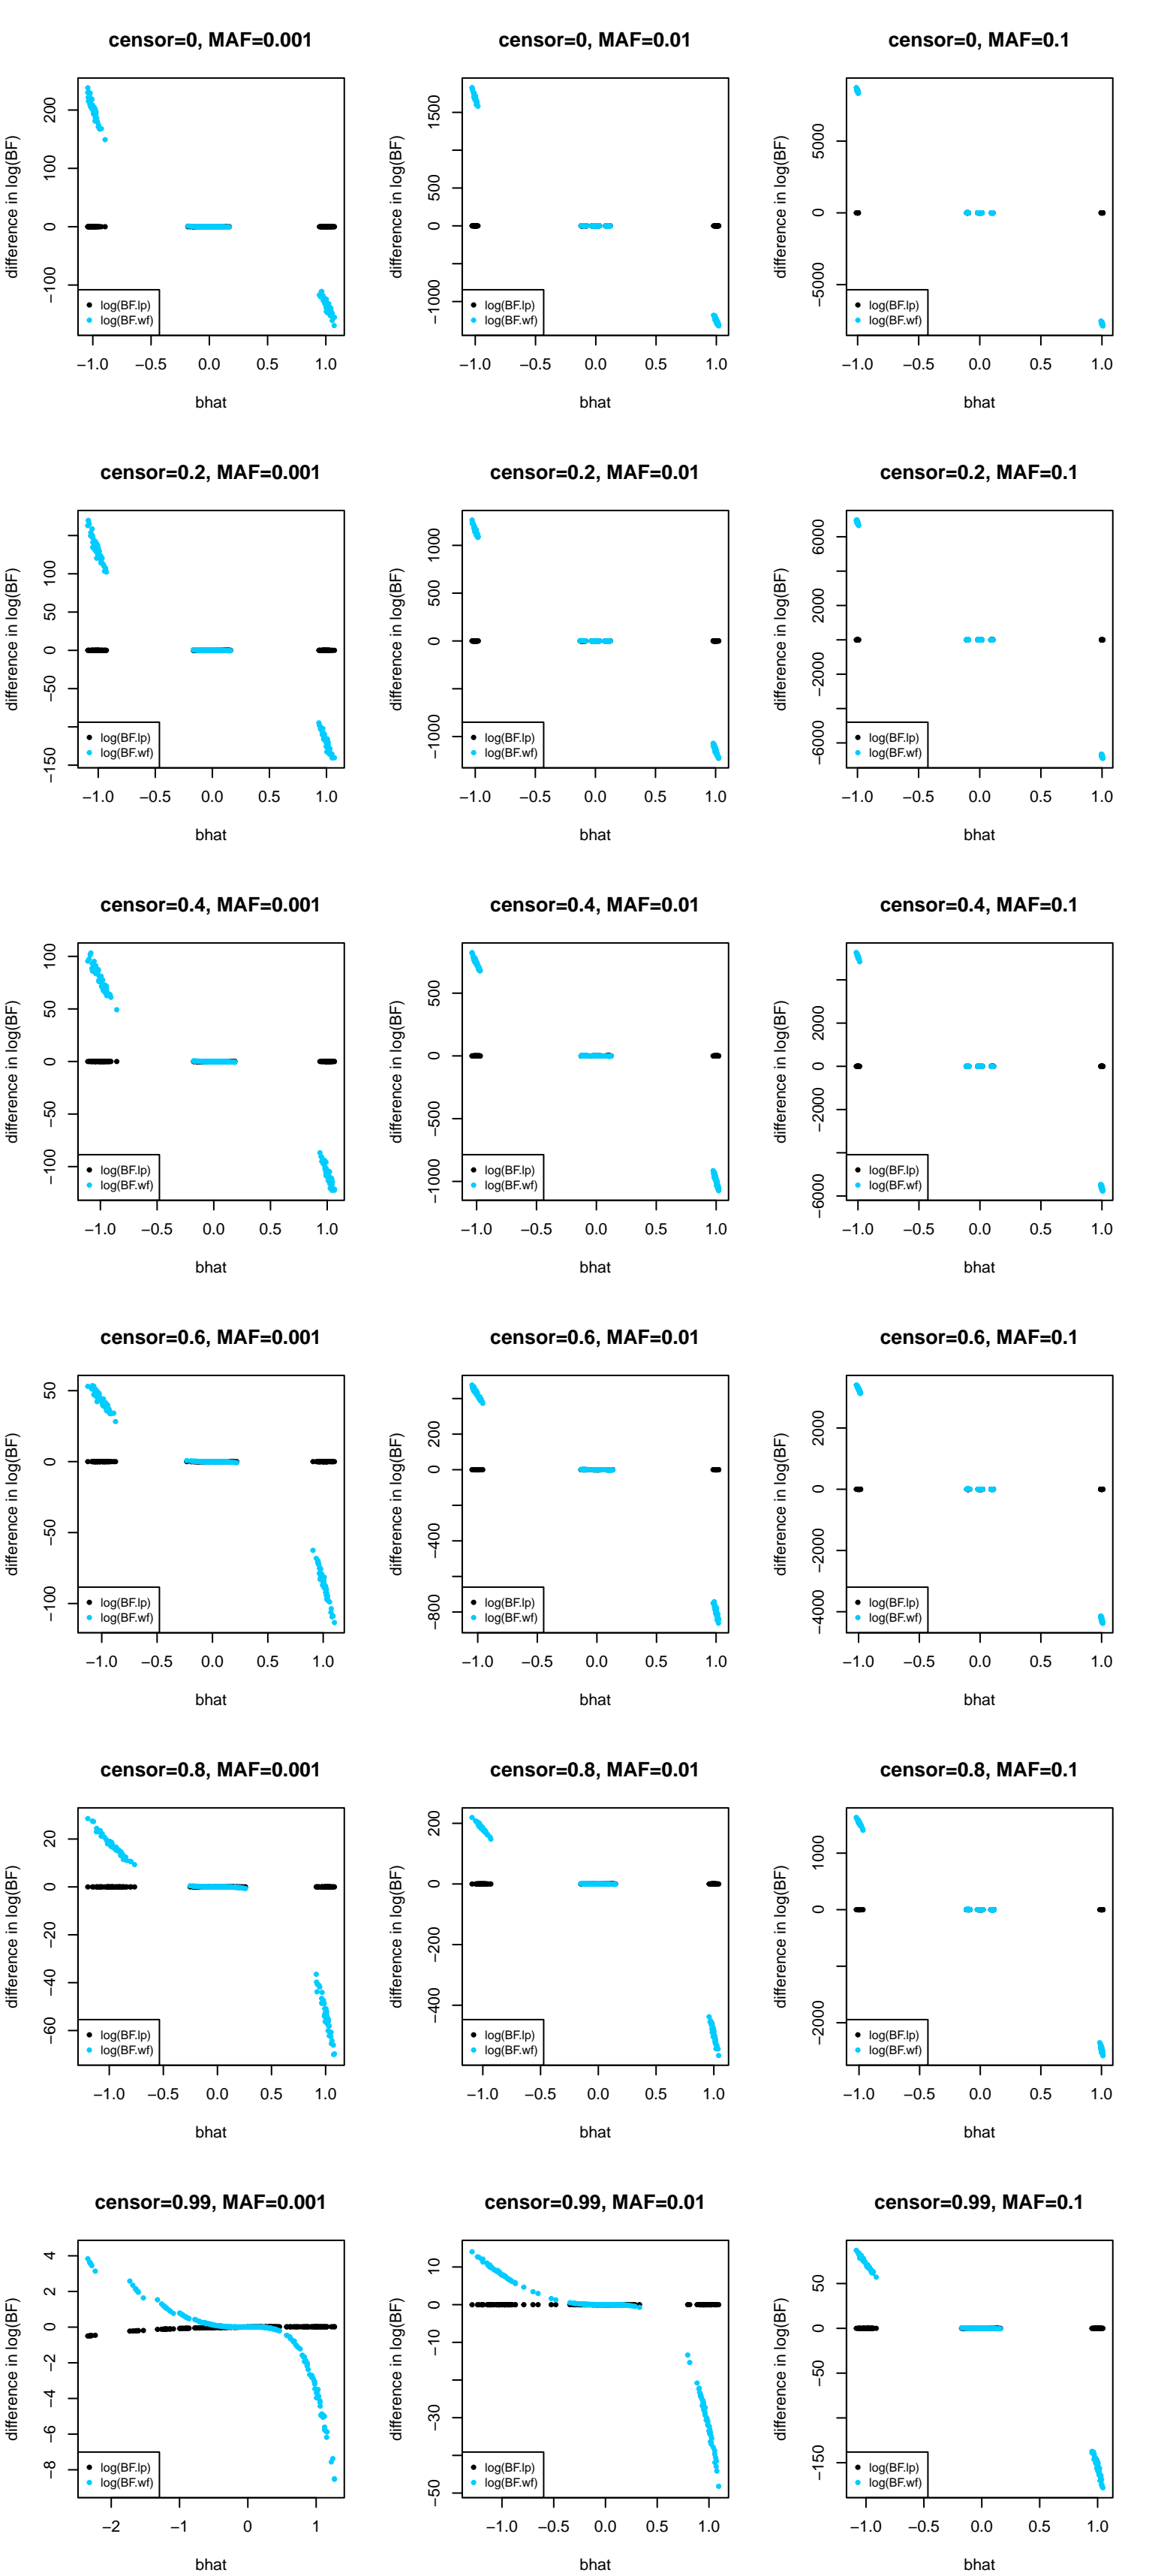 censor=0, MAF=0.001
difference in log(BF)
200
100
0
−100
log(BF.lp)
log(BF.wf)
−1.0 −0.5 0.0 0.5 1.0
bhat
censor=0, MAF=0.01
difference in log(BF)
1500
500
0
−1000
log(BF.lp)
log(BF.wf)
−1.0 −0.5 0.0 0.5 1.0
bhat
censor=0, MAF=0.1
difference in log(BF)
5000
0
−5000
log(BF.lp)
log(BF.wf)
−1.0 −0.5 0.0 0.5 1.0
bhat
censor=0.2, MAF=0.001
difference in log(BF)
100
50
0
−50
−150
log(BF.lp)
log(BF.wf)
−1.0 −0.5 0.0 0.5 1.0
bhat
censor=0.2, MAF=0.01
difference in log(BF)
1000
500
0
−1000
log(BF.lp)
log(BF.wf)
−1.0 −0.5 0.0 0.5 1.0
bhat
censor=0.2, MAF=0.1
difference in log(BF)
6000
2000
−2000
−6000
log(BF.lp)
log(BF.wf)
−1.0 −0.5 0.0 0.5 1.0
bhat
censor=0.4, MAF=0.001
difference in log(BF)
100
50
0
−50
−100
log(BF.lp)
log(BF.wf)
−1.0 −0.5 0.0 0.5 1.0
bhat
censor=0.4, MAF=0.01
difference in log(BF)
500
0
−500
−1000
log(BF.lp)
log(BF.wf)
−1.0 −0.5 0.0 0.5 1.0
bhat
censor=0.4, MAF=0.1
difference in log(BF)
2000
0
−2000
−6000
log(BF.lp)
log(BF.wf)
−1.0 −0.5 0.0 0.5 1.0
bhat
censor=0.6, MAF=0.001
difference in log(BF)
50
0
−50
−100
log(BF.lp)
log(BF.wf)
−1.0 −0.5 0.0 0.5 1.0
bhat
censor=0.6, MAF=0.01
difference in log(BF)
200
0
−400
−800
log(BF.lp)
log(BF.wf)
−1.0 −0.5 0.0 0.5 1.0
bhat
censor=0.6, MAF=0.1
difference in log(BF)
2000
0
−2000
−4000
log(BF.lp)
log(BF.wf)
−1.0 −0.5 0.0 0.5 1.0
bhat
censor=0.8, MAF=0.001
difference in log(BF)
20
0
−20
−40
−60
log(BF.lp)
log(BF.wf)
−1.0 −0.5 0.0 0.5 1.0
bhat
censor=0.8, MAF=0.01
difference in log(BF)
200
0
−200
−400
log(BF.lp)
log(BF.wf)
−1.0 −0.5 0.0 0.5 1.0
bhat
censor=0.8, MAF=0.1
difference in log(BF)
1000
0
−2000
log(BF.lp)
log(BF.wf)
−1.0 −0.5 0.0 0.5 1.0
bhat
censor=0.99, MAF=0.001
difference in log(BF)
4
2
0
−2
−4
−6
−8
log(BF.lp)
log(BF.wf)
−2 −1 0 1
bhat
censor=0.99, MAF=0.01
difference in log(BF)
10
0
−10
−30
−50
log(BF.lp)
log(BF.wf)
−1.0 −0.5 0.0 0.5 1.0
bhat
censor=0.99, MAF=0.1
difference in log(BF)
50
0
−50
−150
log(BF.lp)
log(BF.wf)
−1.0 −0.5 0.0 0.5 1.0
bhat